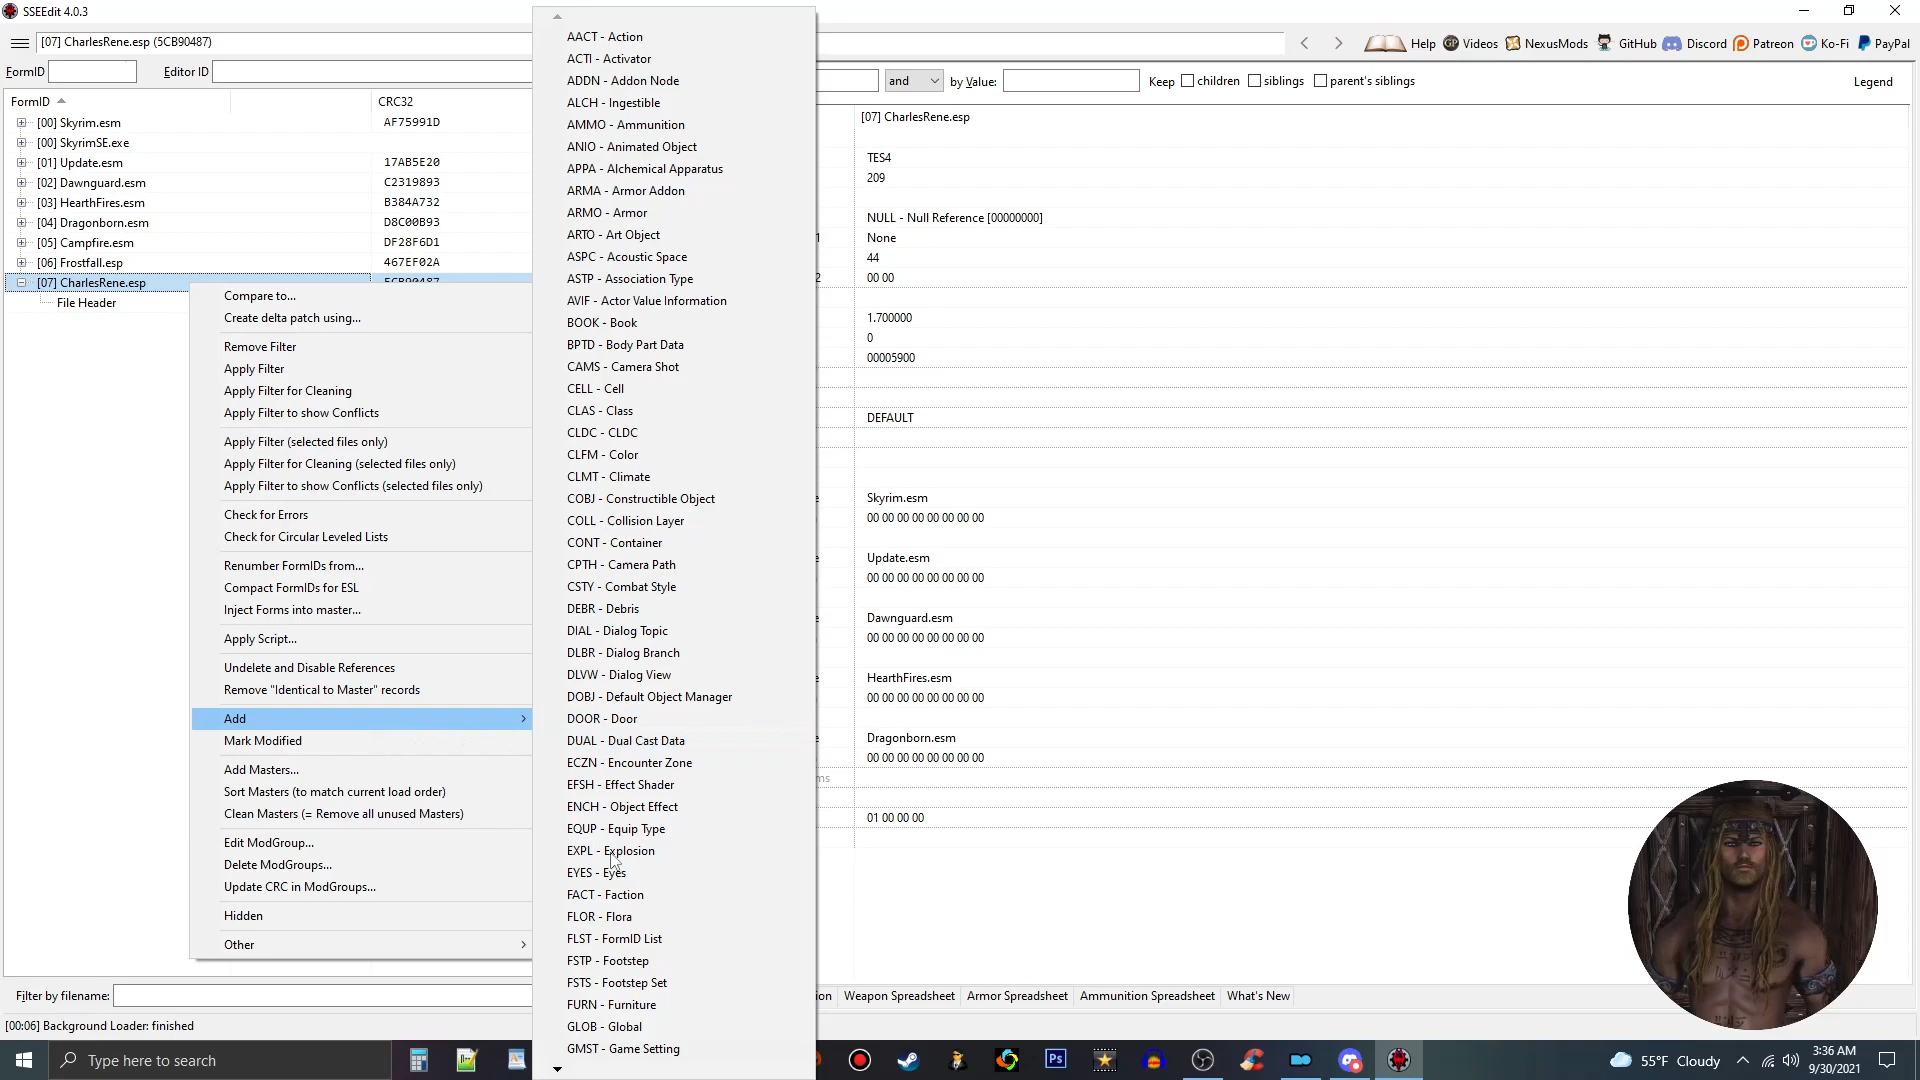 SSEEdit 4.0.3
[07] CharlesRene.esp (5CB90487)
Help
Videos
NexusMods
GitHub
Discord
Patreon
Ko-Fi
PayPal
FormID
Editor ID
and
by Value:
Keep
children
siblings
parent's siblings
Legend
FormID
CRC32
[00] Skyrim.esm AF75991D
[00] SkyrimSE.exe
[01] Update.esm 17AB5E20
[02] Dawnguard.esm C2319893
[03] HearthFires.esm B384A732
[04] Dragonborn.esm D8C00B93
[05] Campfire.esm DF28F6D1
[06] Frostfall.esp 467EF02A
[07] CharlesRene.esp 5CB90487
File Header
Compare to...
Create delta patch using...
Remove Filter
Apply Filter
Apply Filter for Cleaning
Apply Filter to show Conflicts
Apply Filter (selected files only)
Apply Filter for Cleaning (selected files only)
Apply Filter to show Conflicts (selected files only)
Check for Errors
Check for Circular Leveled Lists
Renumber FormIDs from...
Compact FormIDs for ESL
Inject Forms into master...
Apply Script...
Undelete and Disable References
Remove "Identical to Master" records
Add
Mark Modified
Add Masters...
Sort Masters (to match current load order)
Clean Masters (= Remove all unused Masters)
Edit ModGroup...
Delete ModGroups...
Update CRC in ModGroups...
Hidden
Other
AACT - Action
ACTI - Activator
ADDN - Addon Node
ALCH - Ingestible
AMMO - Ammunition
ANIO - Animated Object
APPA - Alchemical Apparatus
ARMA - Armor Addon
ARMO - Armor
ARTO - Art Object
ASPC - Acoustic Space
ASTP - Association Type
AVIF - Actor Value Information
BOOK - Book
BPTD - Body Part Data
CAMS - Camera Shot
CELL - Cell
CLAS - Class
CLDC - CLDC
CLFM - Color
CLMT - Climate
COBJ - Constructible Object
COLL - Collision Layer
CONT - Container
CPTH - Camera Path
CSTY - Combat Style
DEBR - Debris
DIAL - Dialog Topic
DLBR - Dialog Branch
DLVW - Dialog View
DOBJ - Default Object Manager
DOOR - Door
DUAL - Dual Cast Data
ECZN - Encounter Zone
EFSH - Effect Shader
ENCH - Object Effect
EQUP - Equip Type
EXPL - Explosion
EYES - Eyes
FACT - Faction
FLOR - Flora
FLST - FormID List
FSTP - Footstep
FSTS - Footstep Set
FURN - Furniture
GLOB - Global
GMST - Game Setting
[07] CharlesRene.esp
TES4
209
NULL - Null Reference [00000000]
1 None
44
2 00 00
1.700000
0
00005900
DEFAULT
e Skyrim.esm
00 00 00 00 00 00 00 00
e Update.esm
00 00 00 00 00 00 00 00
e Dawnguard.esm
00 00 00 00 00 00 00 00
e HearthFires.esm
00 00 00 00 00 00 00 00
e Dragonborn.esm
00 00 00 00 00 00 00 00
ms
01 00 00 00
Filter by filename:
ion
Weapon Spreadsheet
Armor Spreadsheet
Ammunition Spreadsheet
What's New
[00:06] Background Loader: finished
Type here to search
Ps
55°F Cloudy
3:36 AM
9/30/2021